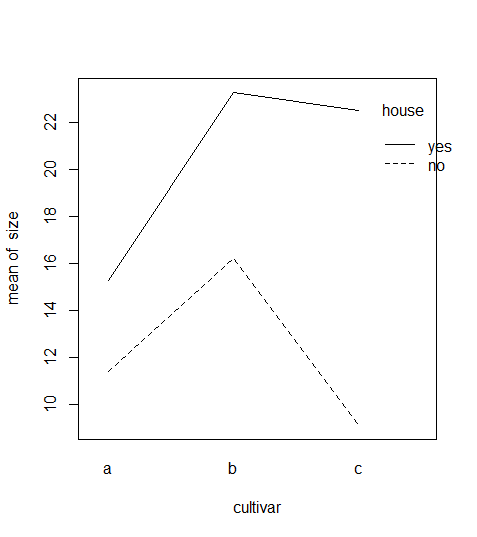 mean of  size
22
20
18
16
14
12
10
a
b
c
cultivar
house
yes
no